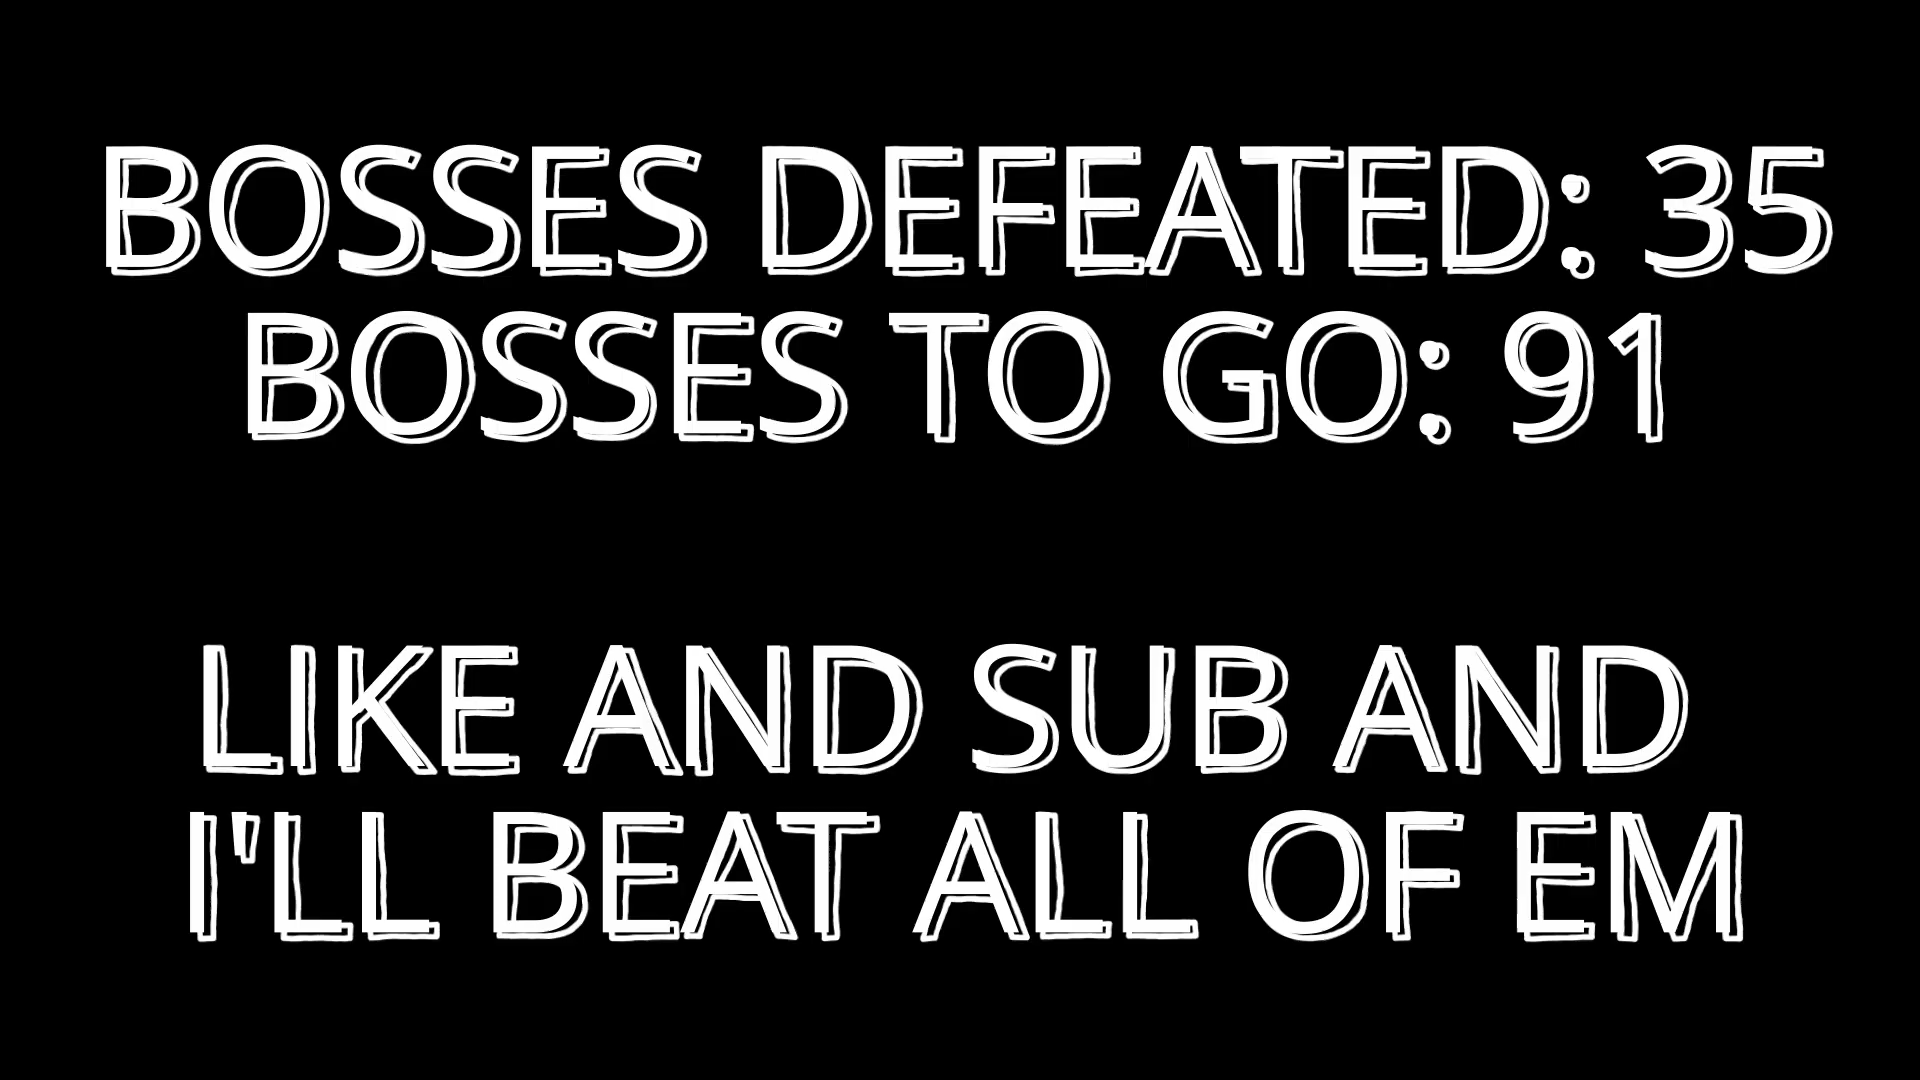 BOSSES DEFEATED: 35
BOSSES TO GO: 91
LIKE AND SUB AND
I'LL BEAT ALL OF EM